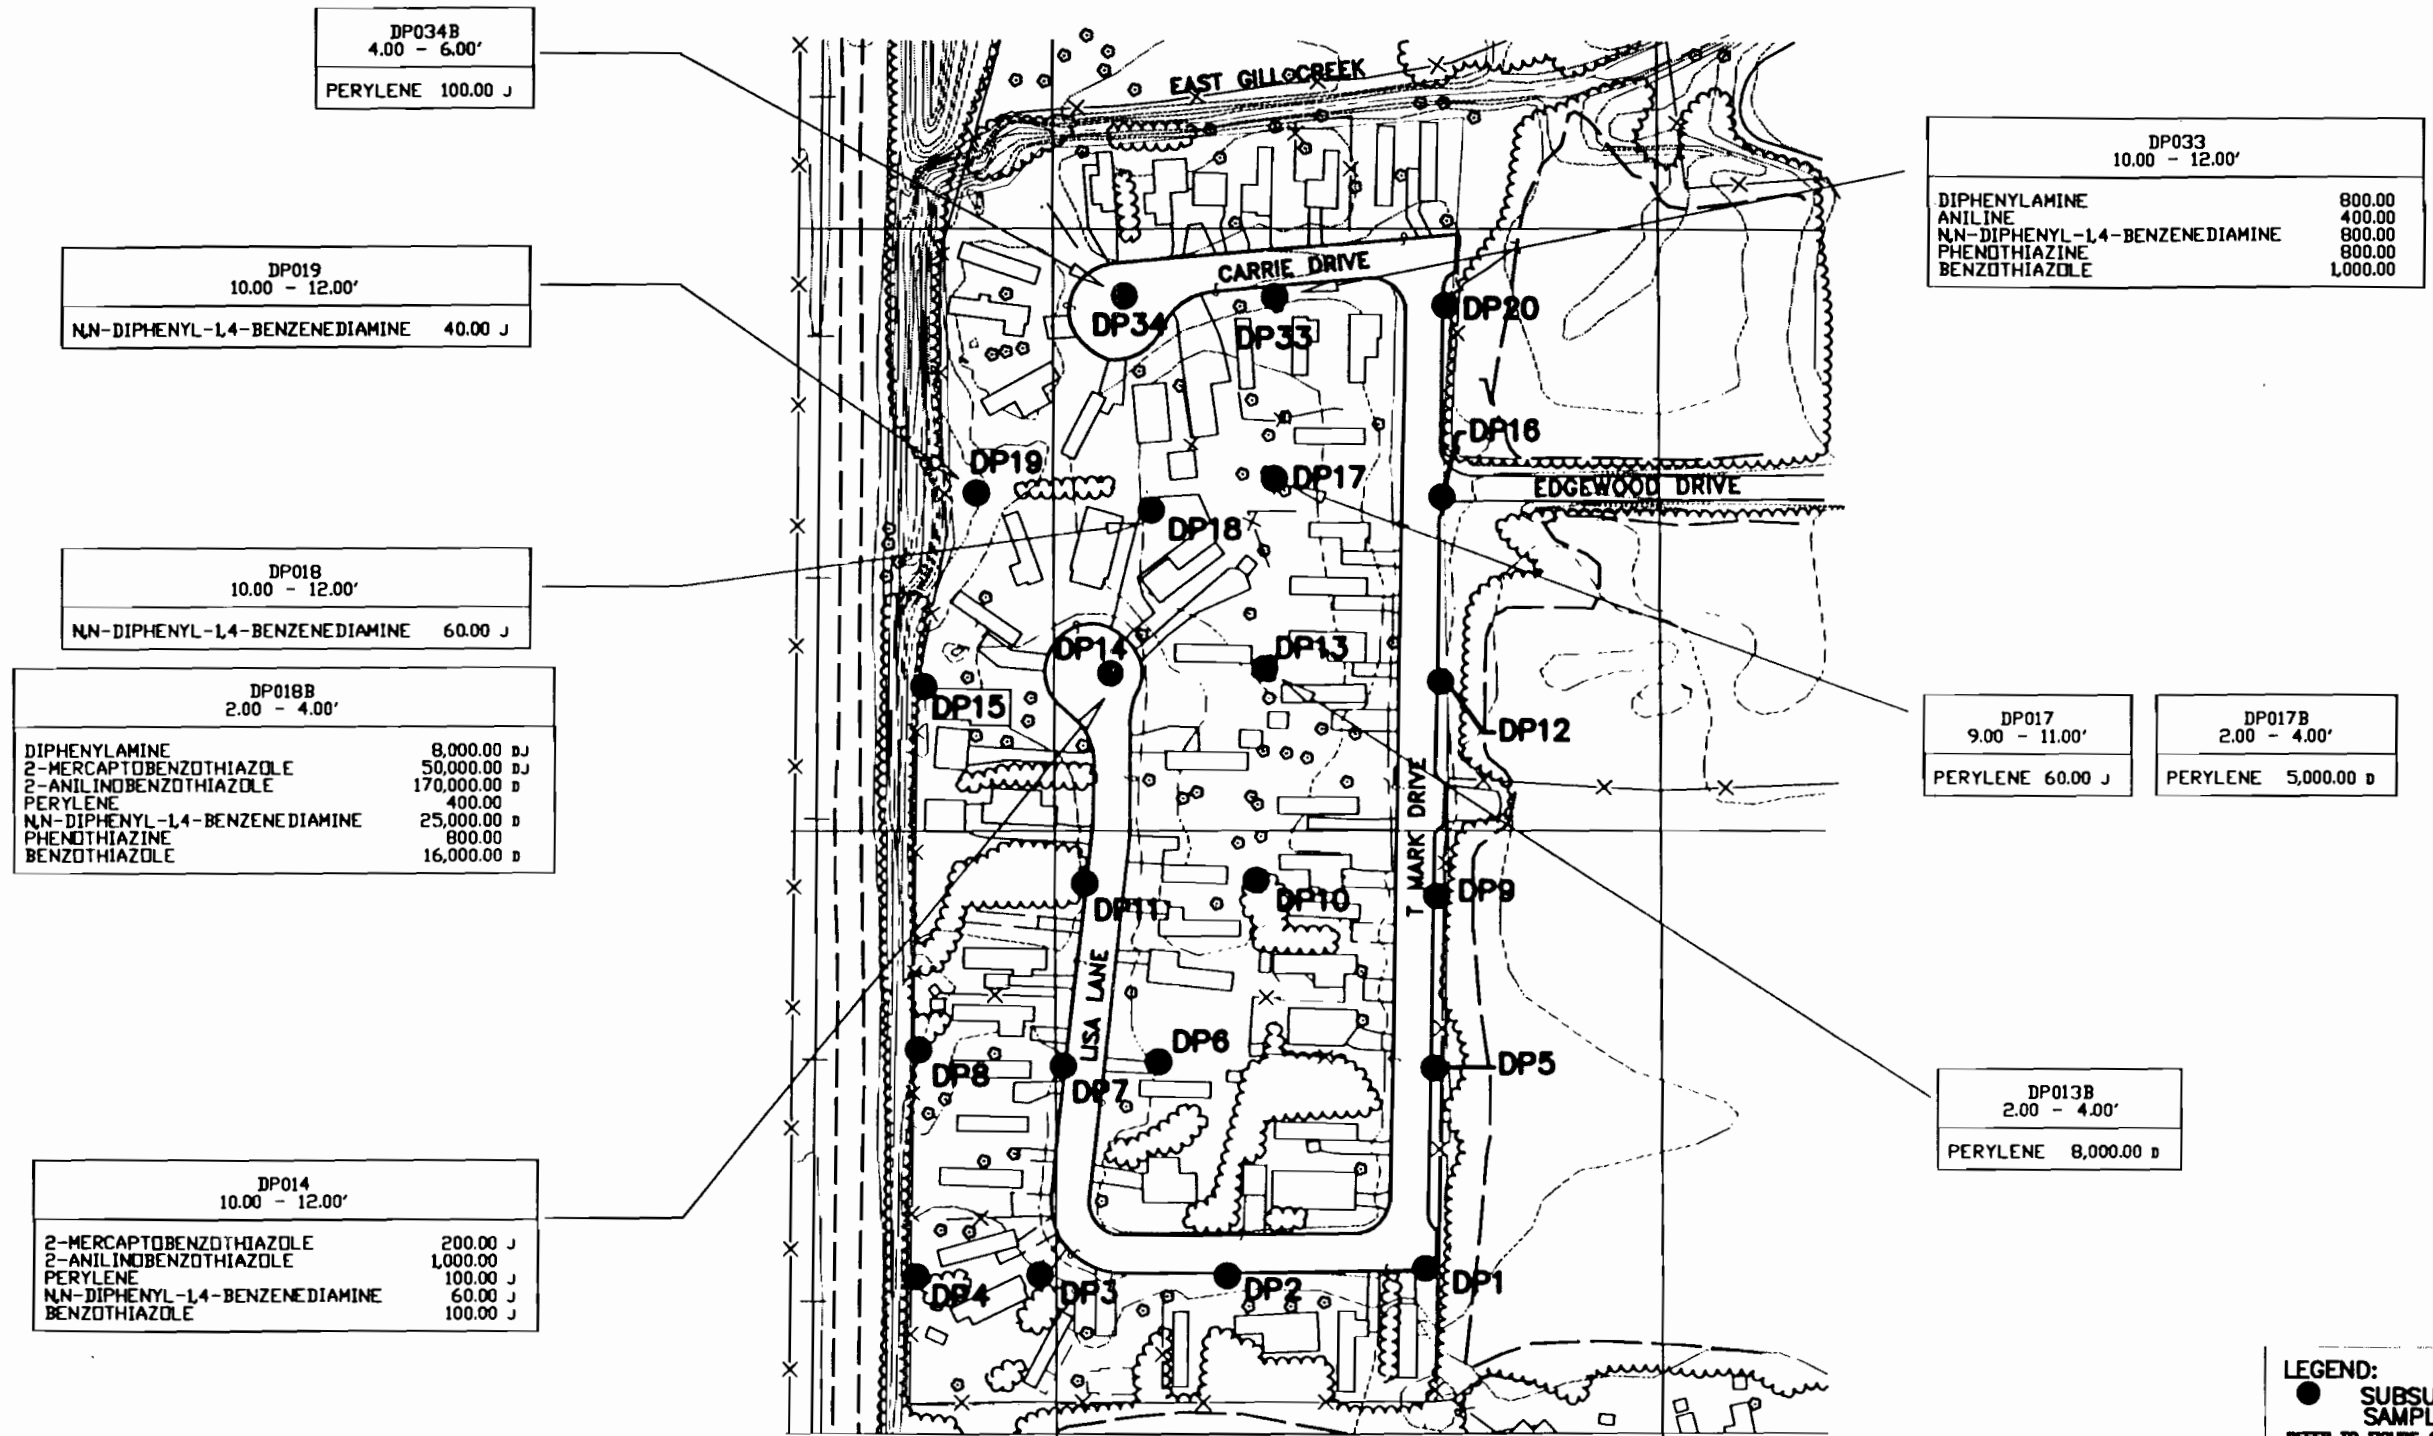 DP034B
4.00 - 6.00'
PERYLENE 100.00 J
DP019
10.00 - 12.00'
N,N-DIPHENYL-1,4-BENZENEDIAMINE 40.00 J
DP018
10.00 - 12.00'
N,N-DIPHENYL-1,4-BENZENEDIAMINE 60.00 J
DP018B
2.00 - 4.00'
DIPHENYLAMINE 8,000.00 DJ
2-MERCAPTOBENZOTHIAZOLE 50,000.00 DJ
2-ANILINOBENZOTHIAZOLE 170,000.00 D
PERYLENE 400.00
N,N-DIPHENYL-1,4-BENZENEDIAMINE 25,000.00 D
PHENOTHIAZINE 800.00
BENZOTHIAZOLE 16,000.00 D
DP014
10.00 - 12.00'
2-MERCAPTOBENZOTHIAZOLE 200.00 J
2-ANILINOBENZOTHIAZOLE 1,000.00
PERYLENE 100.00 J
N,N-DIPHENYL-1,4-BENZENEDIAMINE 60.00 J
BENZOTHIAZOLE 100.00 J
EAST GILL CREEK
CARRIE DRIVE
DP34
DP33
DP20
DP16
DP19
DP17
EDGEWOOD DRIVE
DP18
DP14
DP13
DP15
DP12
T MARK DRIVE
DP11
DP10
DP9
LISA LANE
DP8
DP7
DP6
DP5
DP4
DP3
DP2
DP1
DP033
10.00 - 12.00'
DIPHENYLAMINE 800.00
ANILINE 400.00
N,N-DIPHENYL-1,4-BENZENEDIAMINE 800.00
PHENOTHIAZINE 800.00
BENZOTHIAZOLE 1,000.00
DP017
9.00 - 11.00'
PERYLENE 60.00 J
DP017B
2.00 - 4.00'
PERYLENE 5,000.00 D
DP013B
2.00 - 4.00'
PERYLENE 8,000.00 D
LEGEND:
SUBSU
SAMPL